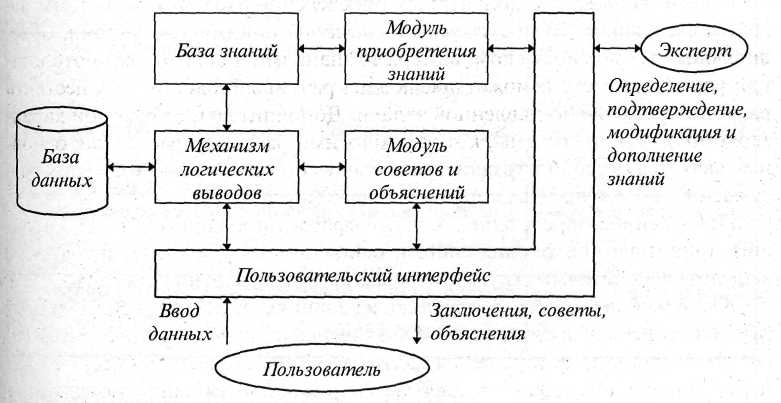 База знаний
Модуль
приобретения
знаний
Эксперт
Определение,
подтверждение,
модификация и
дополнение
знаний
База
данных
Механизм
логических
выводов
Модуль
советов и
объяснений
Пользовательский интерфейс
Ввод
данных
Заключения, советы,
объяснения
Пользователь